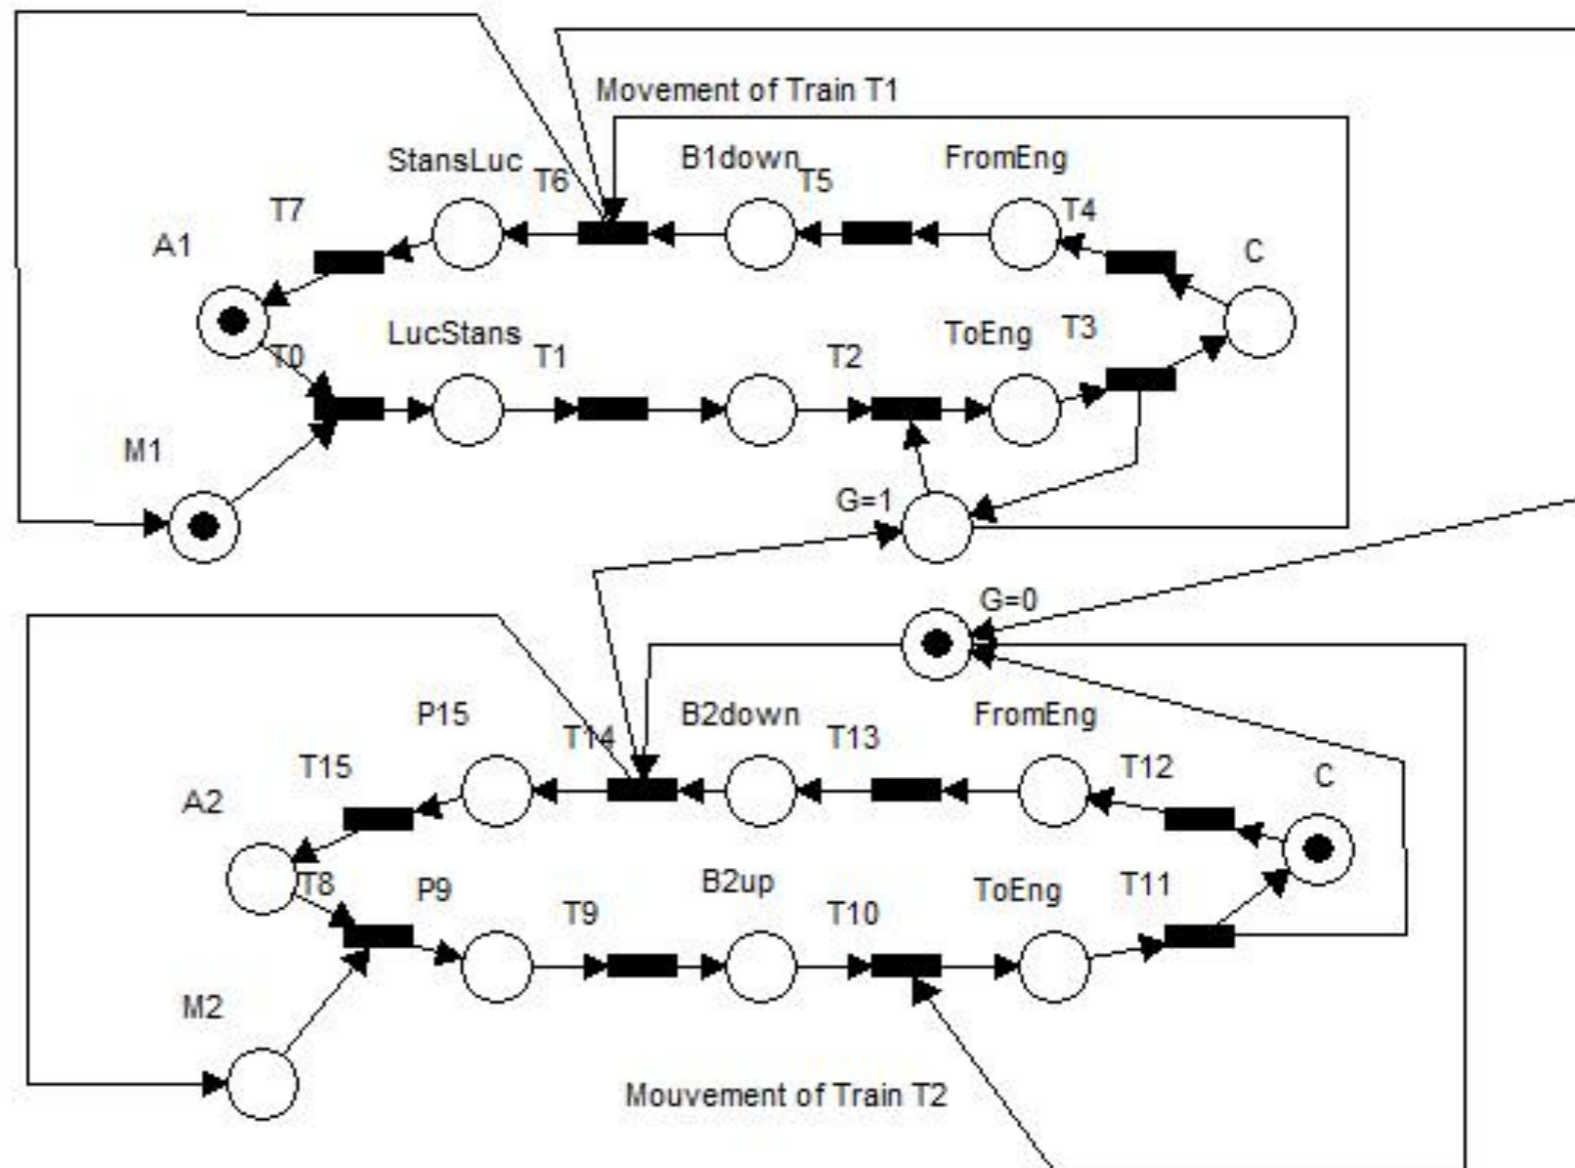 Movement of Train T1
StansLuc
T6
B1down
T5
FromEng
T4
T7
A1
C
T0
LucStans
T1
T2
ToEng
T3
M1
G=1
G=0
P15
T14
B2down
T13
FromEng
T12
C
T15
A2
T8
P9
T9
B2up
T10
ToEng
T11
M2
Mouvement of Train T2